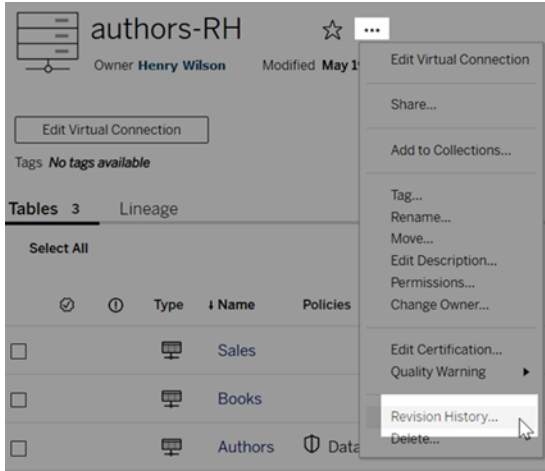 authors-RH
Owner Henry Wilson Modified May 1
Edit Virtual Connection
Tags No tags available
Tables 3 Lineage
Select All
Type ↓ Name Policies
Sales
Books
Authors Data
...
Edit Virtual Connection
Share...
Add to Collections...
Tag...
Rename...
Move...
Edit Description...
Permissions...
Change Owner...
Edit Certification...
Quality Warning
Revision History...
Delete...